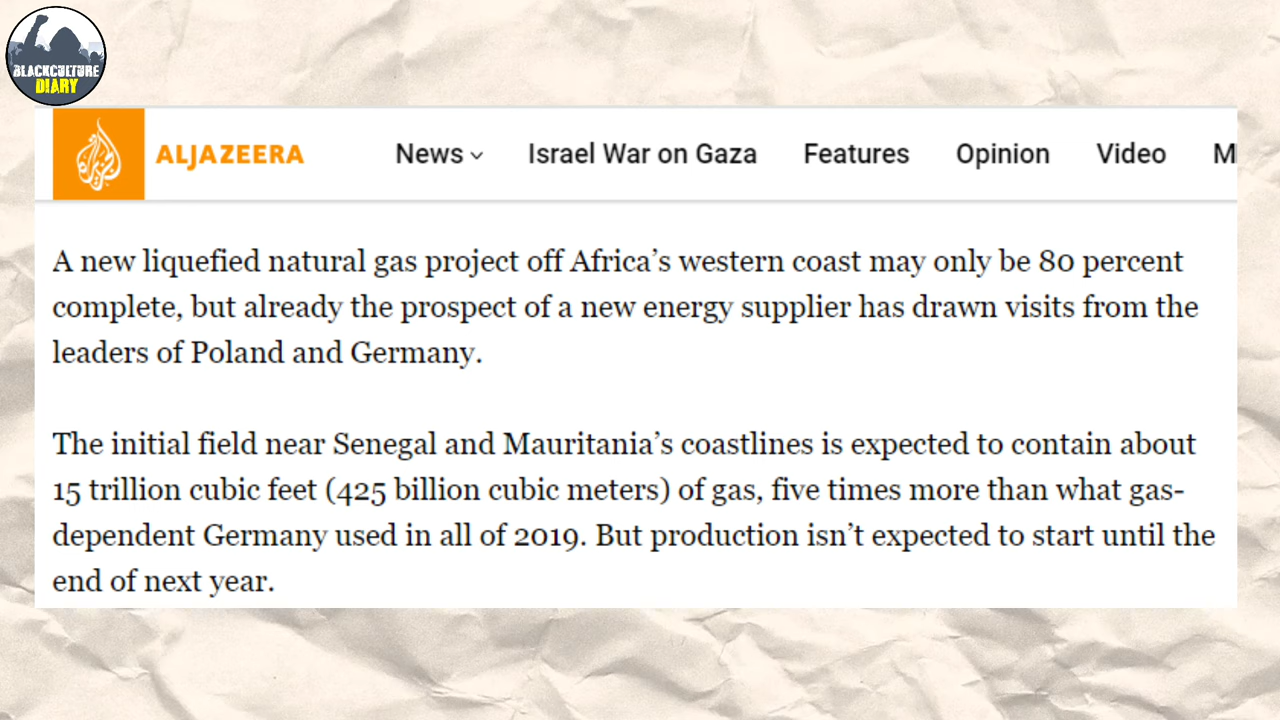 BLACKCULTURE
DIARY
ALJAZEERA
News Israel War on Gaza Features Opinion Video M
A new liquefied natural gas project off Africa’s western coast may only be 80 percent
complete, but already the prospect of a new energy supplier has drawn visits from the
leaders of Poland and Germany.
The initial field near Senegal and Mauritania’s coastlines is expected to contain about
15 trillion cubic feet (425 billion cubic meters) of gas, five times more than what gas-
dependent Germany used in all of 2019. But production isn’t expected to start until the
end of next year.